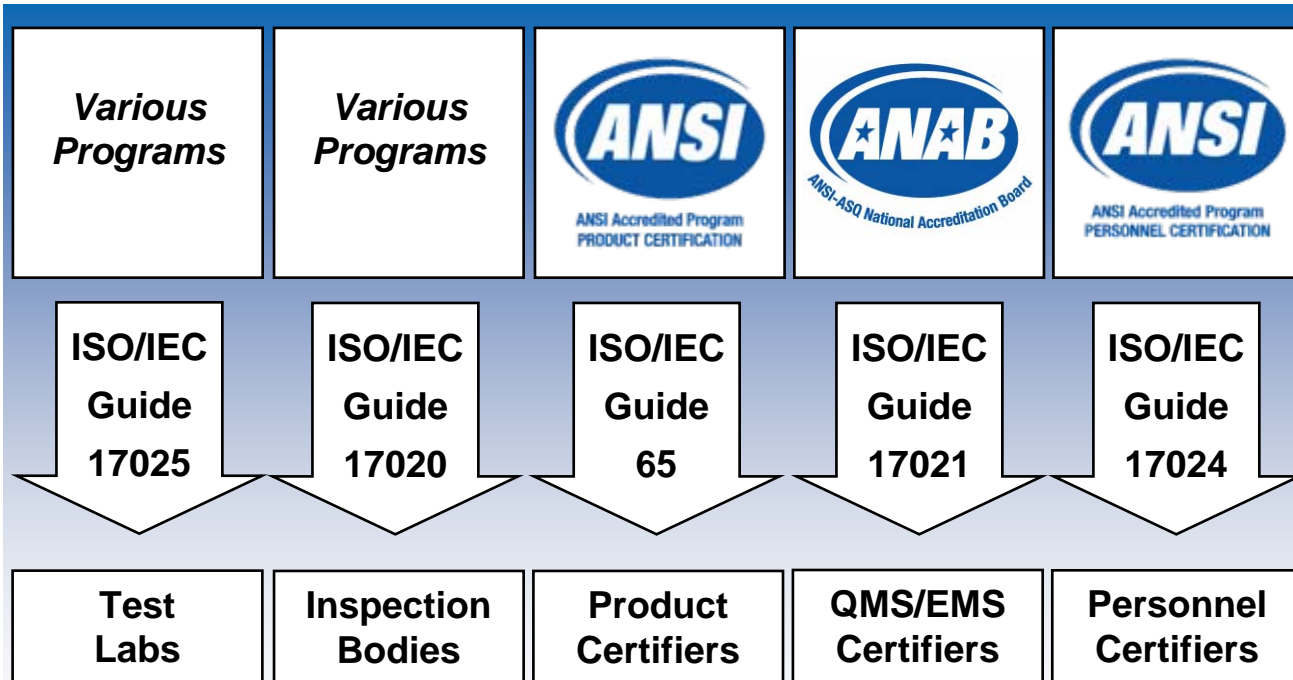 Various
Programs
Various
Programs
ANSI
ANSI Accredited Program
PRODUCT CERTIFICATION
ANAB
ANSI-ASQ National Accreditation Board
ANSI
ANSI Accredited Program
PERSONNEL CERTIFICATION
ISO/IEC
Guide
17025
ISO/IEC
Guide
17020
ISO/IEC
Guide
65
ISO/IEC
Guide
17021
ISO/IEC
Guide
17024
Test
Labs
Inspection
Bodies
Product
Certifiers
QMS/EMS
Certifiers
Personnel
Certifiers